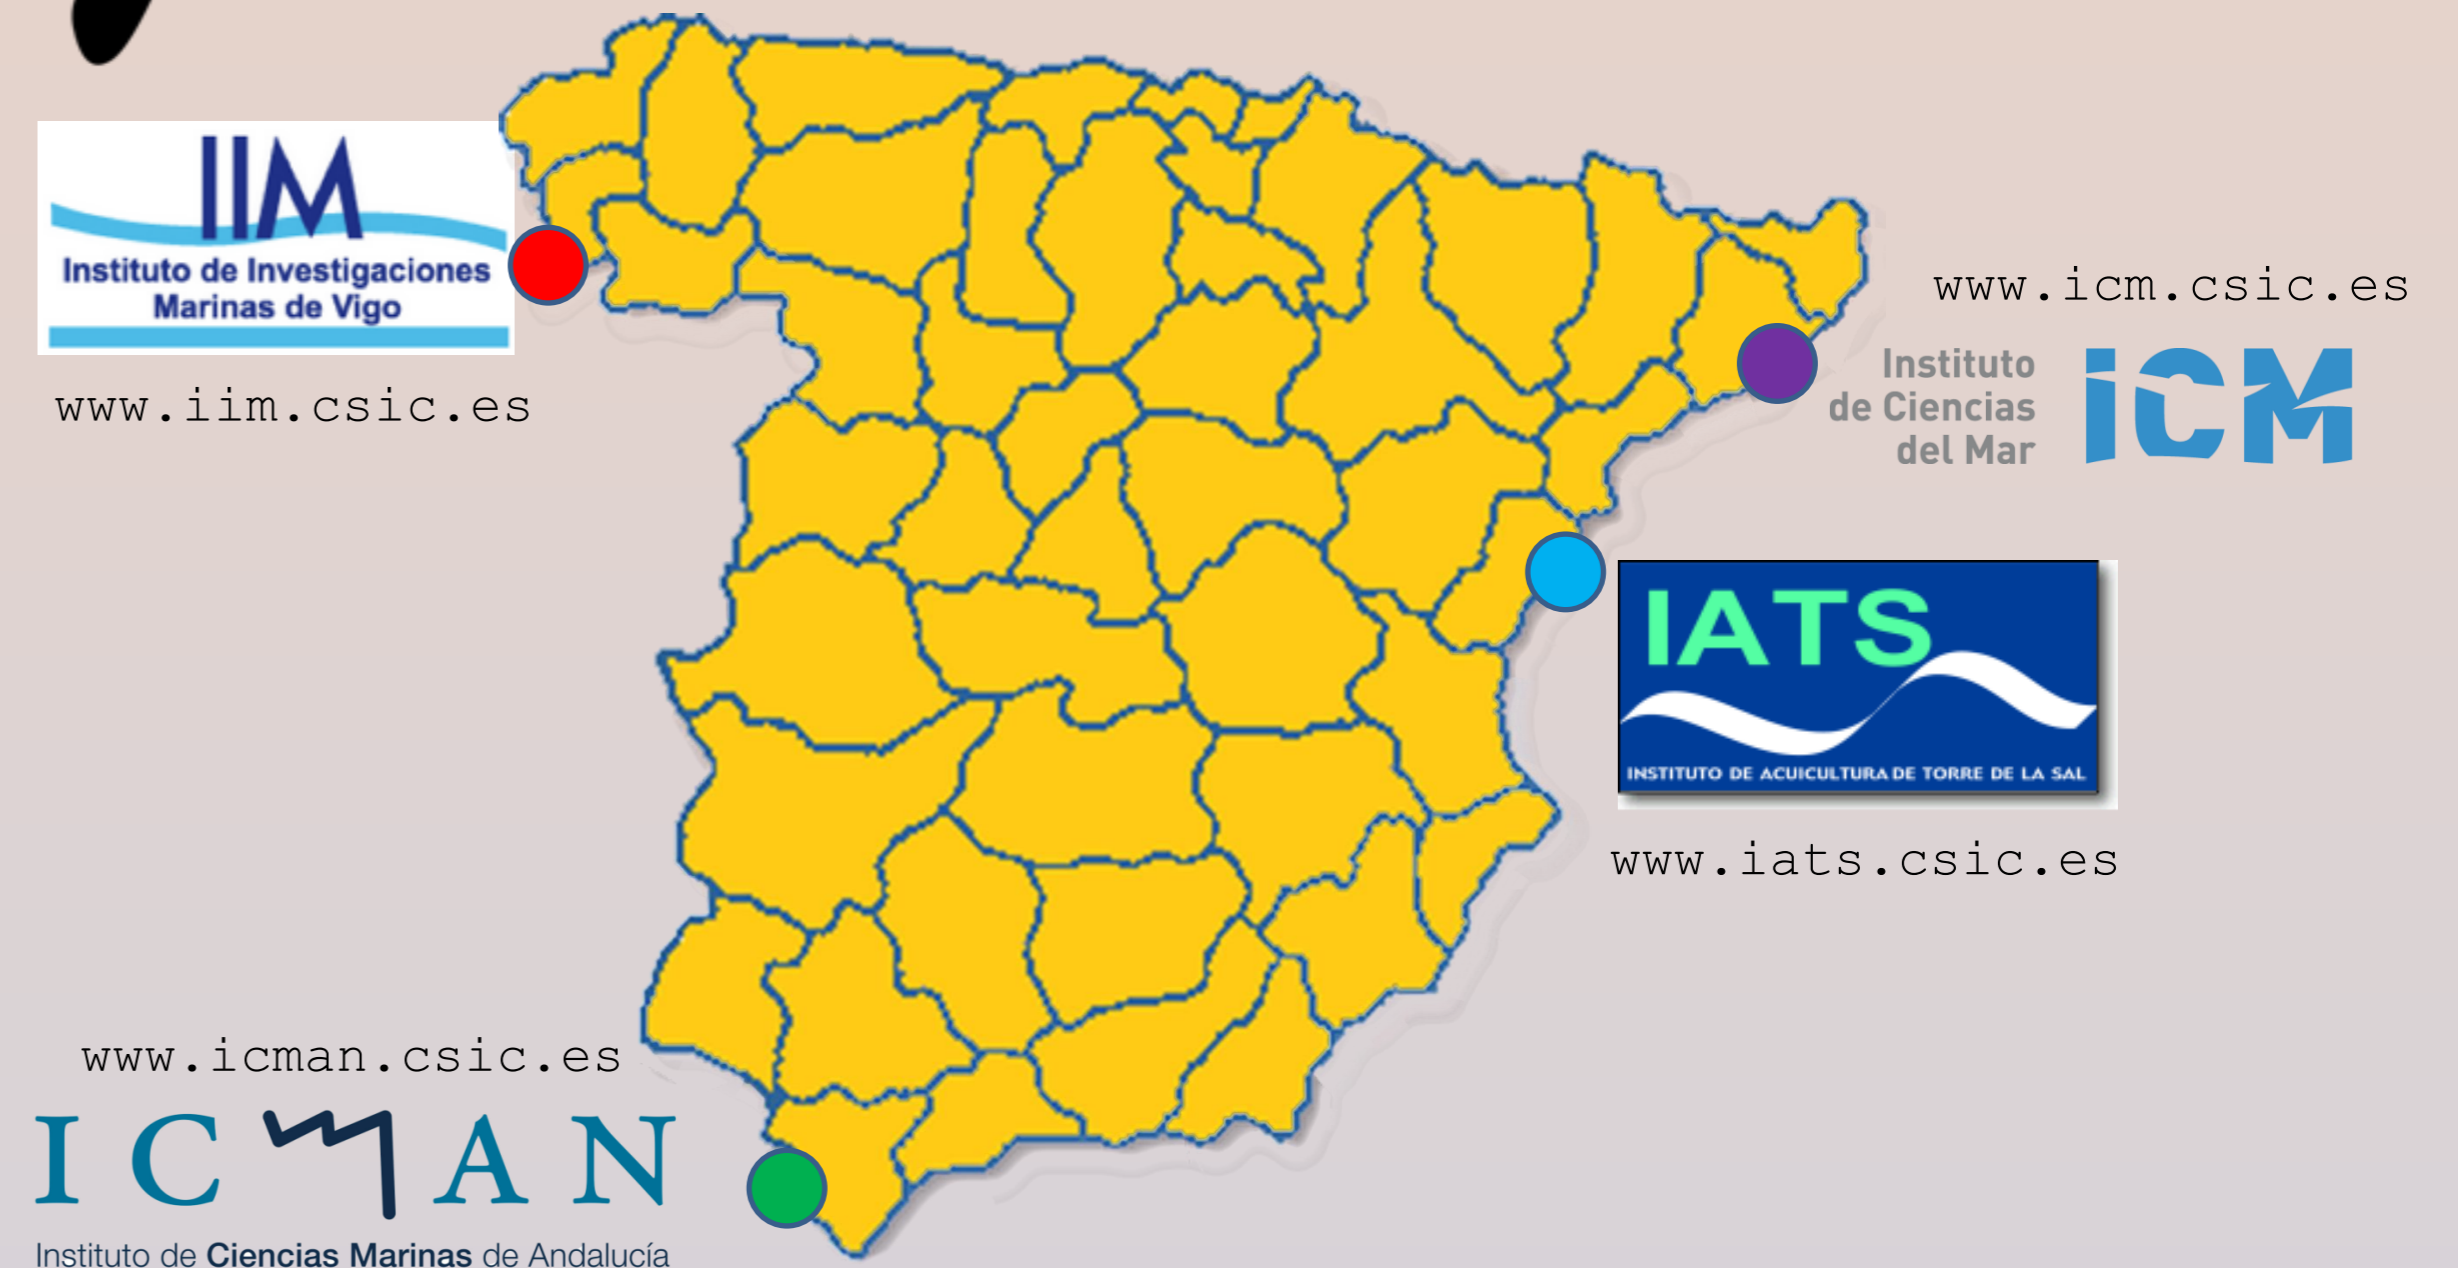 IIM
Instituto de Investigaciones
Marinas de Vigo
www.iim.csic.es
www.icm.csic.es
Instituto
de Ciencias
del Mar
iCM
IATS
INSTITUTO DE ACUICULTURA DE TORRE DE LA SAL
www.iats.csic.es
www.icman.csic.es
ICMAN
Instituto de Ciencias Marinas de Andalucía